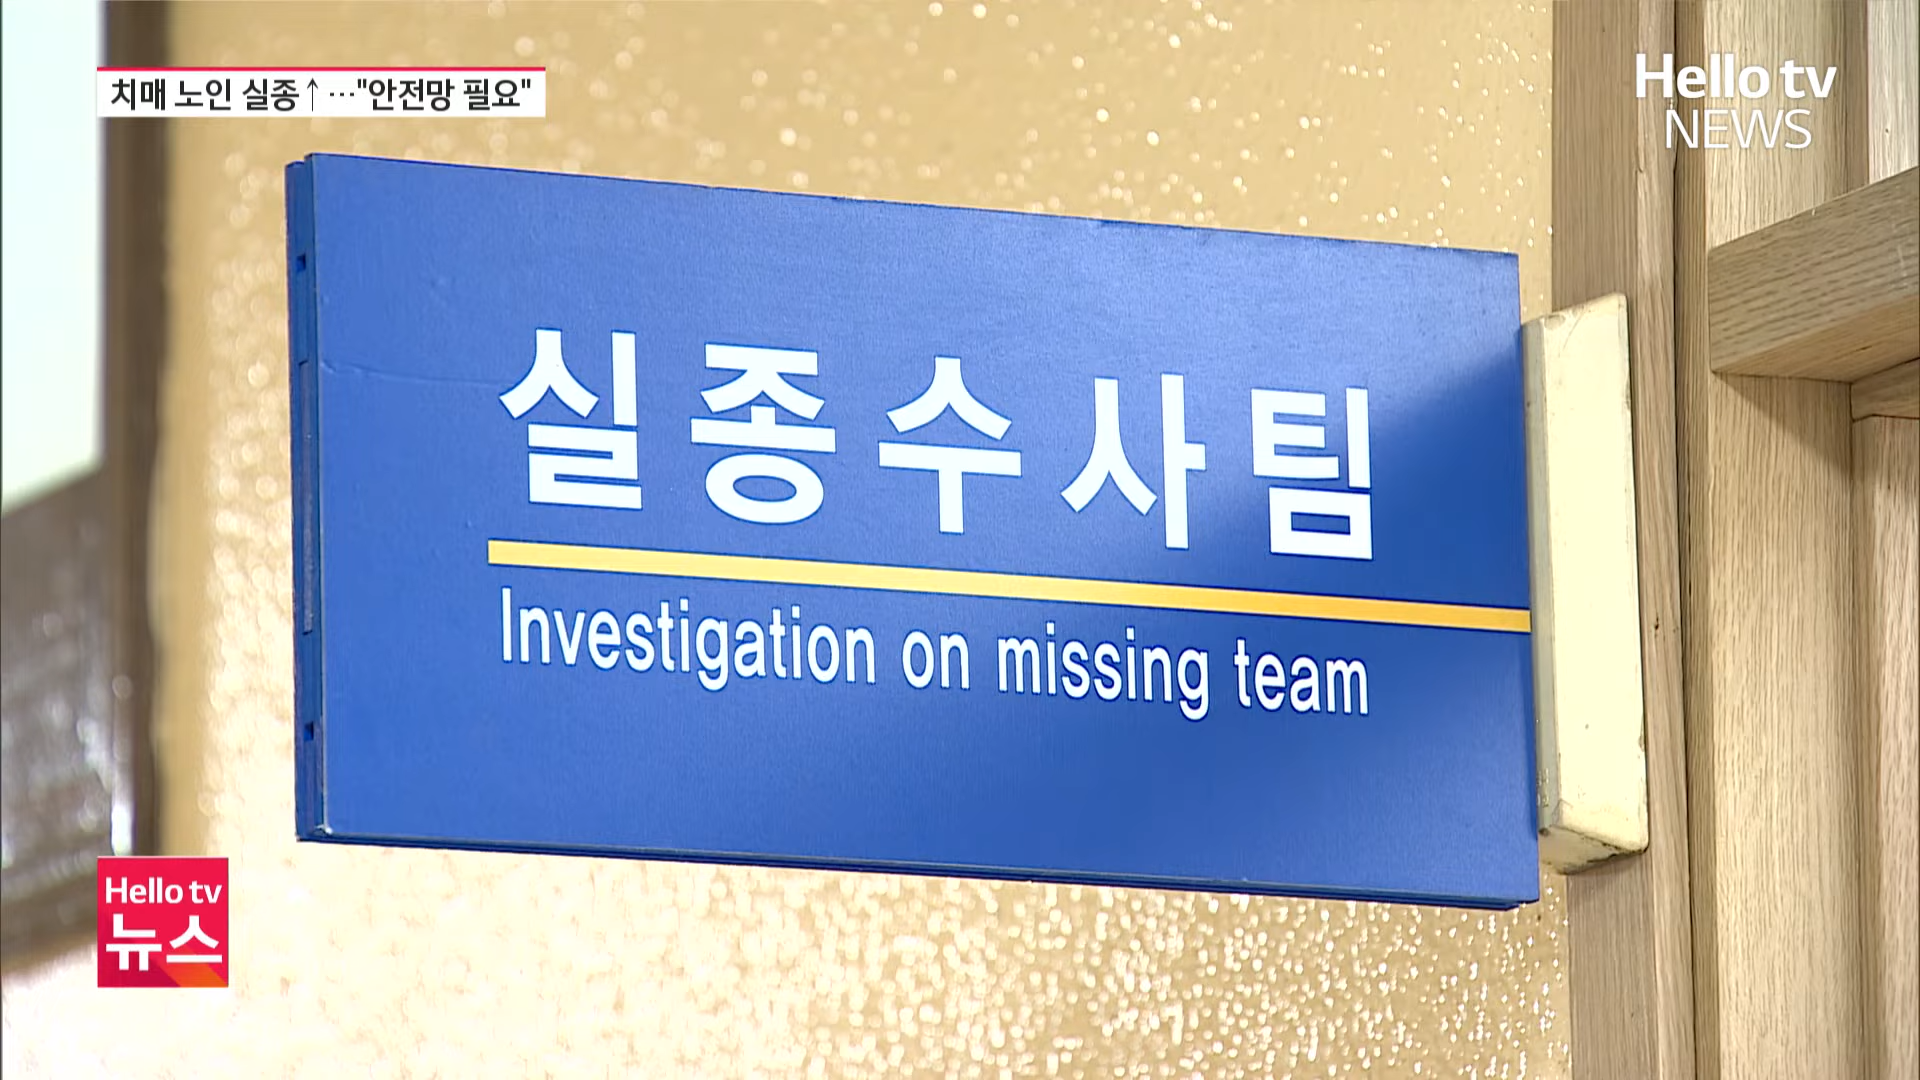 치매 노인 실종↑…"안전망 필요"
Hello tv
NEWS
실종수사팀
Investigation on missing team
Hello tv
뉴스